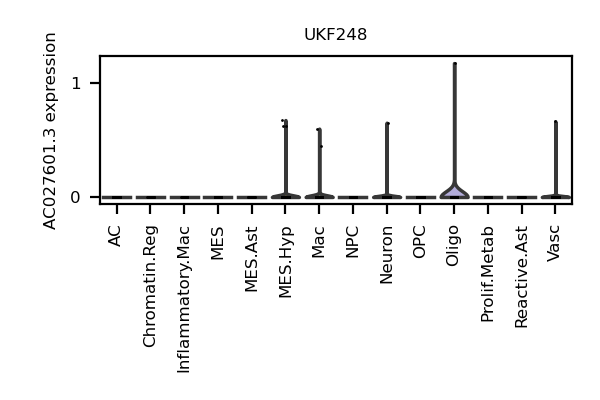 UKF248
AC027601.3 expression
1
0
AC
Chromatin.Reg
Inflammatory.Mac
MES
MES.Ast
MES.Hyp
Mac
NPC
Neuron
OPC
Oligo
Prolif.Metab
Reactive.Ast
Vasc